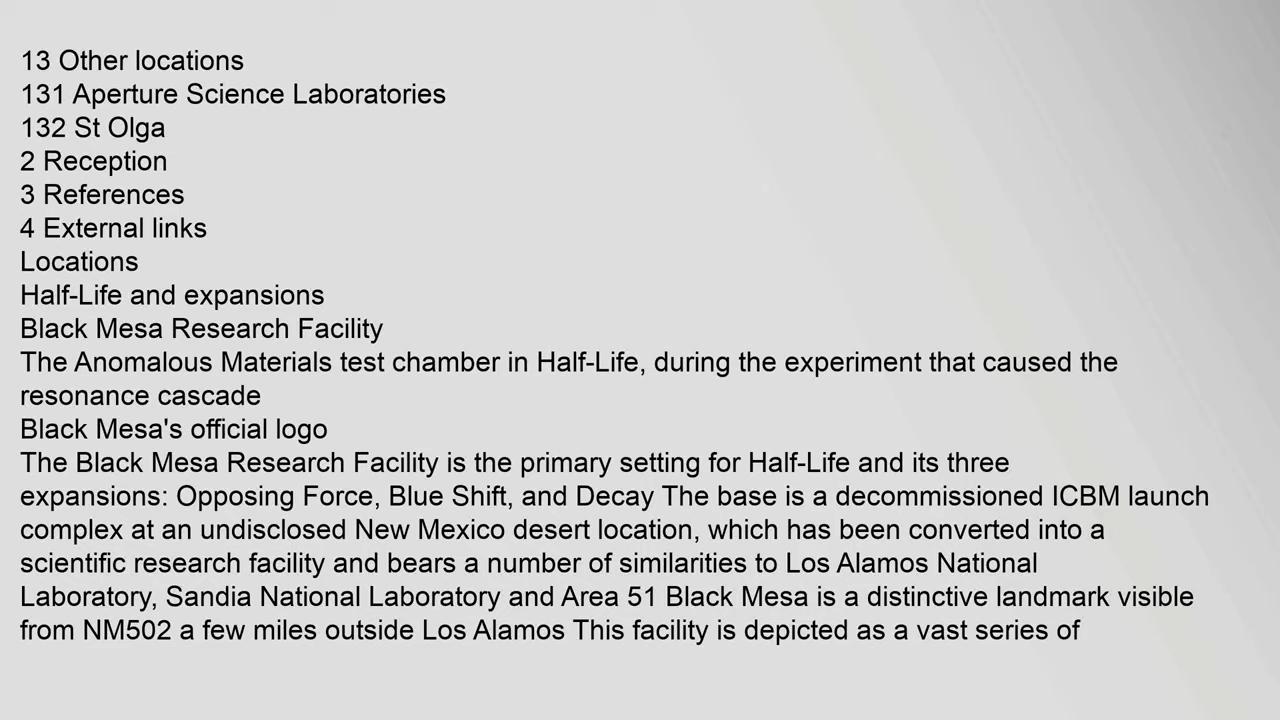 13 Other locations
131 Aperture Science Laboratories
132 St Olga
2 Reception
3 References
4 External links
Locations
Half-Life and expansions
Black Mesa Research Facility
The Anomalous Materials test chamber in Half-Life, during the experiment that caused the
resonance cascade
Black Mesa's official logo
The Black Mesa Research Facility is the primary setting for Half-Life and its three
expansions: Opposing Force, Blue Shift, and Decay The base is a decommissioned ICBM launch
complex at an undisclosed New Mexico desert location, which has been converted into a
scientific research facility and bears a number of similarities to Los Alamos National
Laboratory, Sandia National Laboratory and Area 51 Black Mesa is a distinctive landmark visible
from NM502 a few miles outside Los Alamos This facility is depicted as a vast series of